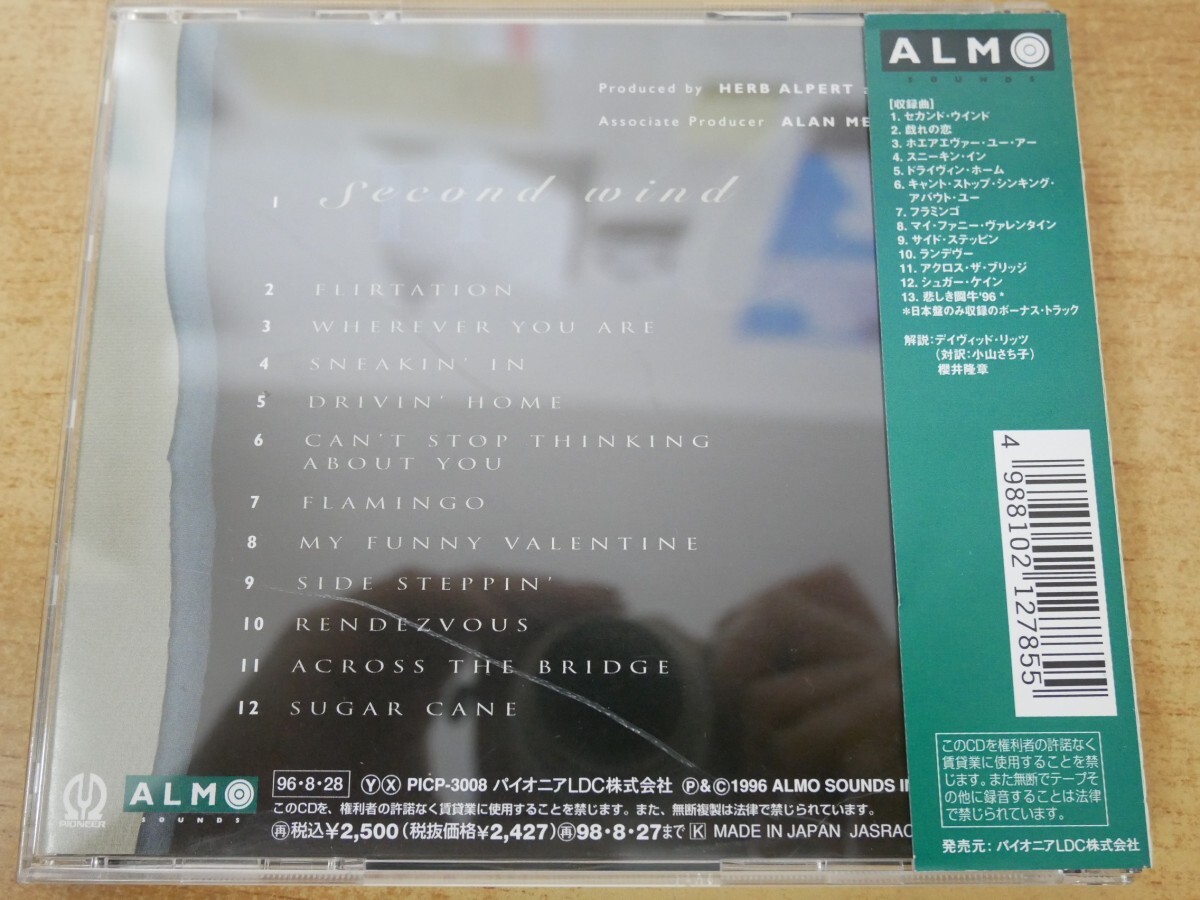 Produced by HERB ALPERT
Associate Producer ALAN ME
1 Second wind
2 FLIRTATION
3 WHEREVER YOU ARE
4 SNEAKIN' IN
5 DRIVIN' HOME
6 CAN'T STOP THINKING
ABOUT YOU
7 FLAMINGO
8 MY FUNNY VALENTINE
9 SIDE STEPPIN'
10 RENDEZVOUS
11 ACROSS THE BRIDGE
12 SUGAR CANE
PIONEER
ALMO
SOUNDS
96・8・28 Ⓨ Ⓧ PICP-3008 パイオニアLDC株式会社 Ⓟ&©1996 ALMO SOUNDS IN
このCDを、権利者の許諾なく賃貸業に使用することを禁じます。また、無断複製は法律で禁じられています。
㊢税込¥2,500(税抜価格¥2,427)㊢98・8・27まで K MADE IN JAPAN JASRAC
ALMO
SOUNDS
[収録曲]
1. セカンド・ウインド
2. 戯れの恋
3. ホエアエヴァー・ユー・アー
4. スニーキン・イン
5. ドライヴィン・ホーム
6. キャント・ストップ・シンキング・
アバウト・ユー
7. フラミンゴ
8. マイ・ファニー・ヴァレンタイン
9. サイド・ステッピン
10. ランデヴー
11. アクロス・ザ・ブリッジ
12. シュガー・ケイン
13. 悲しき闘牛'96 *
*日本盤のみ収録のボーナス・トラック
解説:デイヴィッド・リッツ
(対訳:小山さち子)
櫻井隆章
4 988102 127855
このCDを権利者の許諾なく
賃貸業に使用することを禁
じます。また無断でテープそ
の他に録音することは法律
で禁じられています。
発売元:パイオニアLDC株式会社